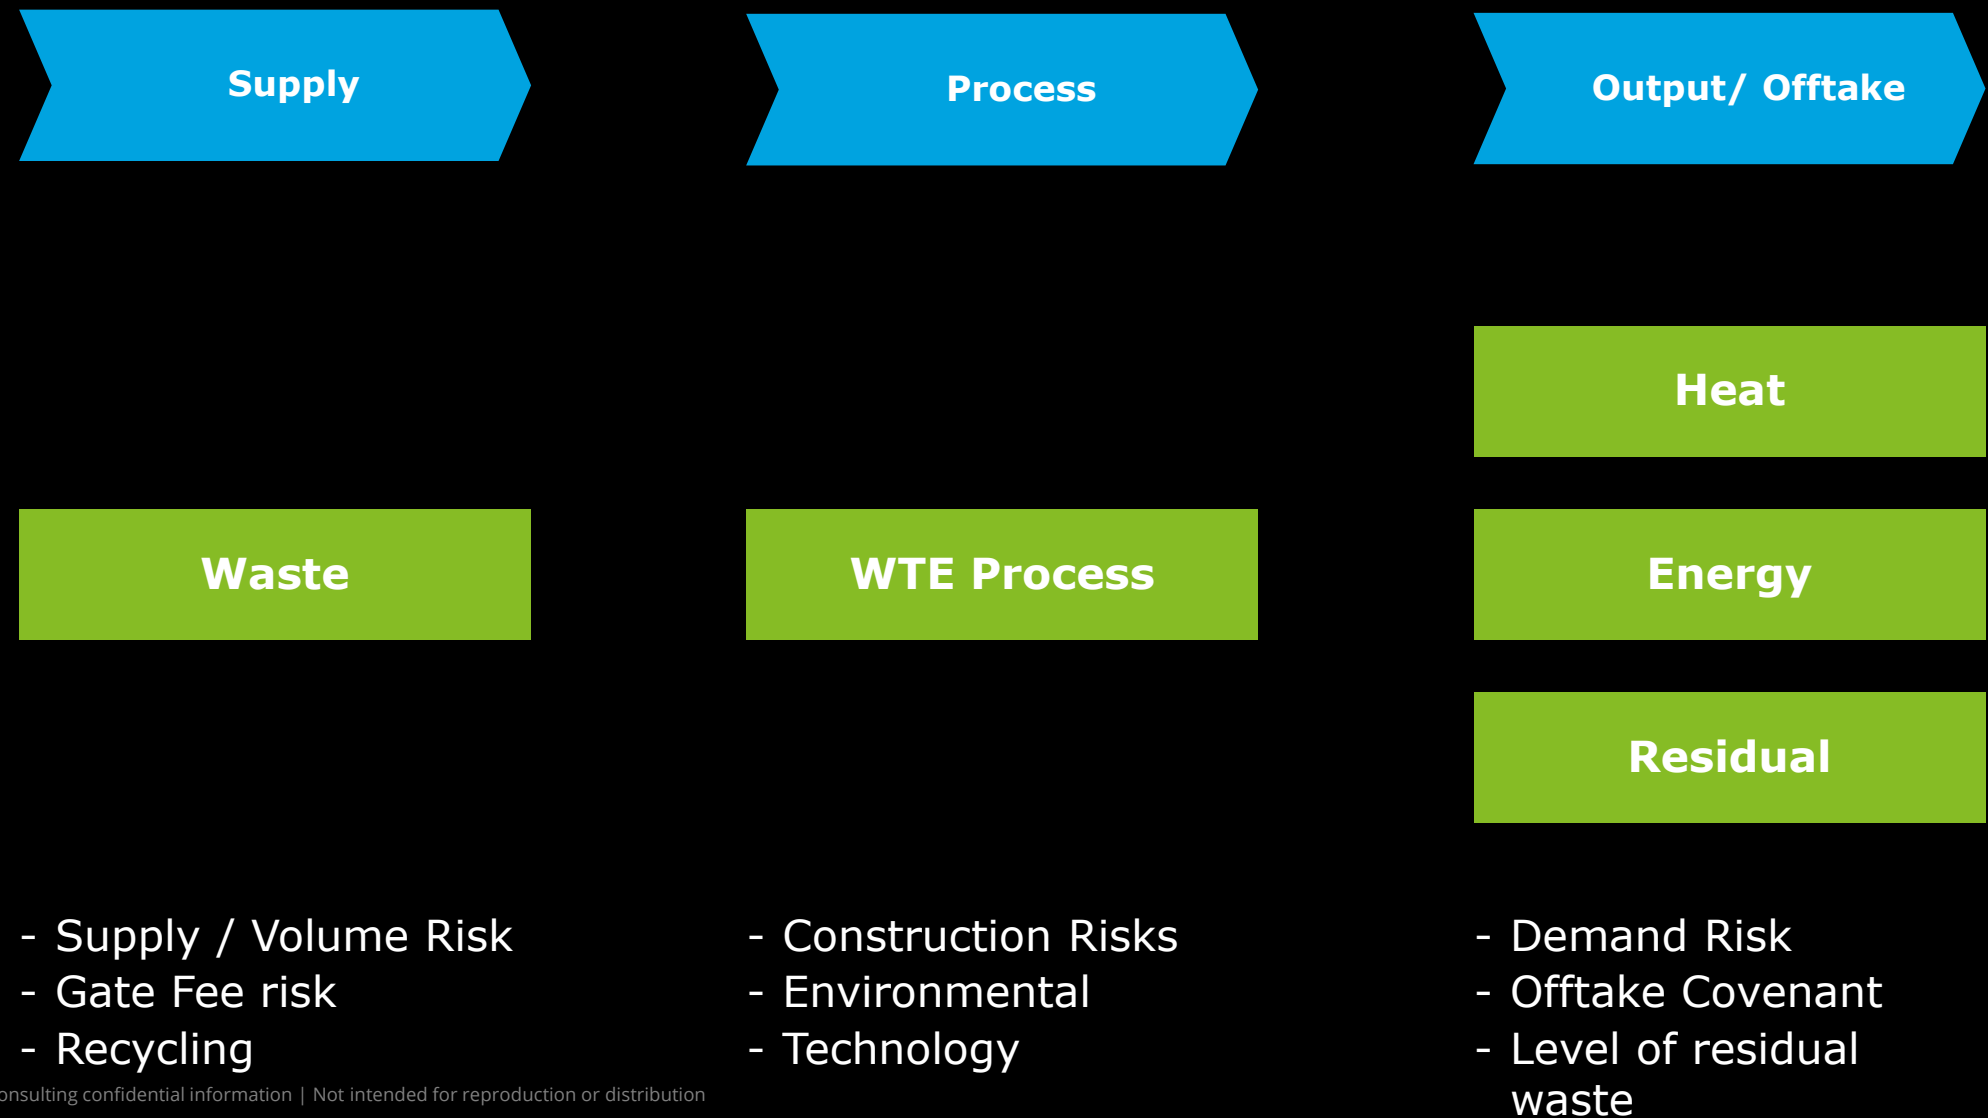 Supply
Process
Output/ Offtake
Heat
Waste
WTE Process
Energy
Residual
- Supply / Volume Risk
- Gate Fee risk
- Recycling
- Construction Risks
- Environmental
- Technology
- Demand Risk
- Offtake Covenant
- Level of residual
waste
confidential information | Not intended for reproduction or distribution